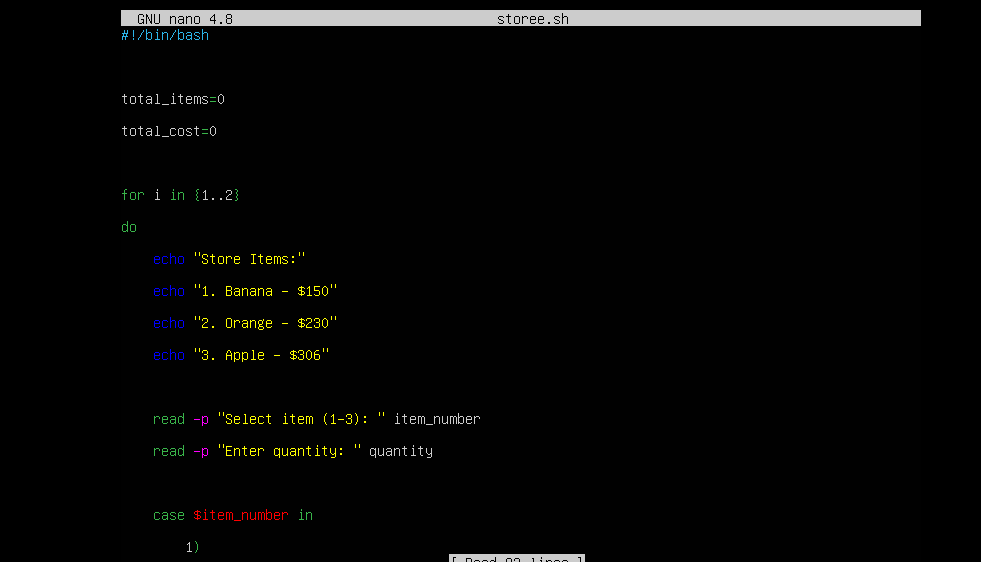 GNU nano 4.8 storee.sh
#!/bin/bash
total_items=0
total_cost=0
for i in {1..2}
do
echo "Store Items:"
echo "1. Banana - $150"
echo "2. Orange - $230"
echo "3. Apple - $306"
read -p "Select item (1-3): " item_number
read -p "Enter quantity: " quantity
case $item_number in
1)
[ Read lines ]